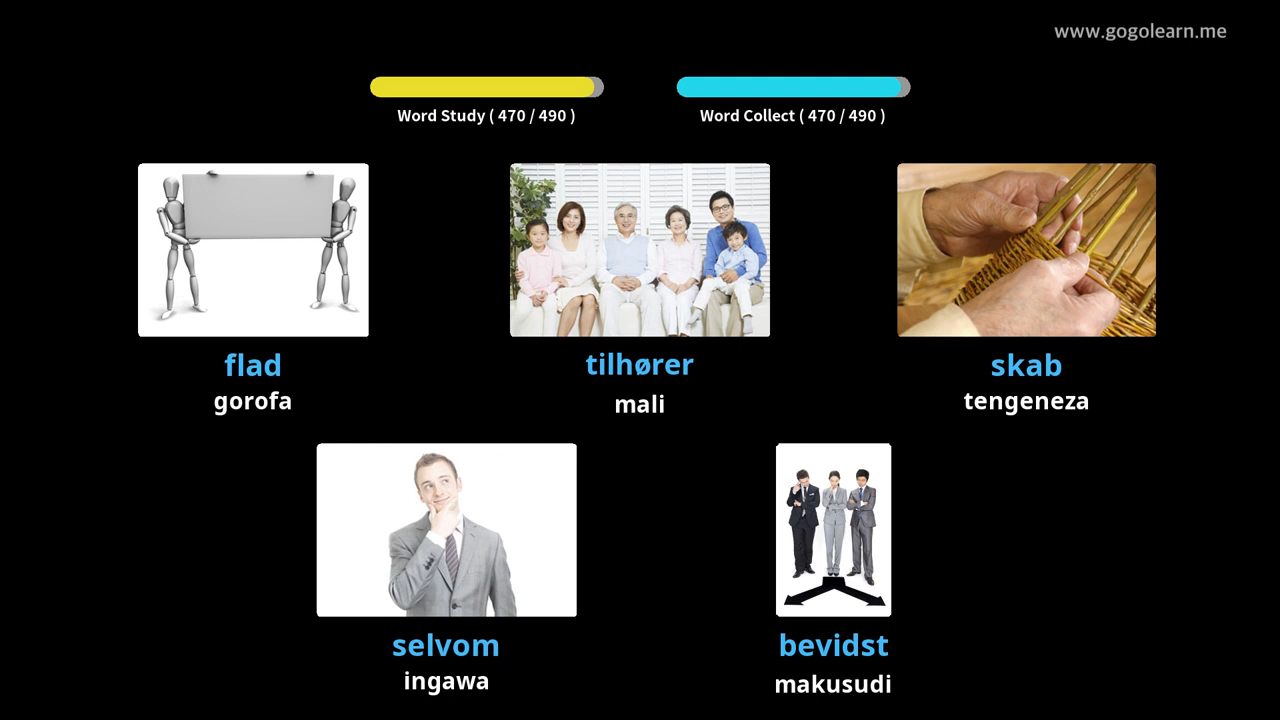 www.gogolearn.me
Word Study ( 470 / 490 )
Word Collect ( 470 / 490 )
flad
gorofa
tilhører
mali
skab
tengeneza
selvom
ingawa
bevidst
makusudi